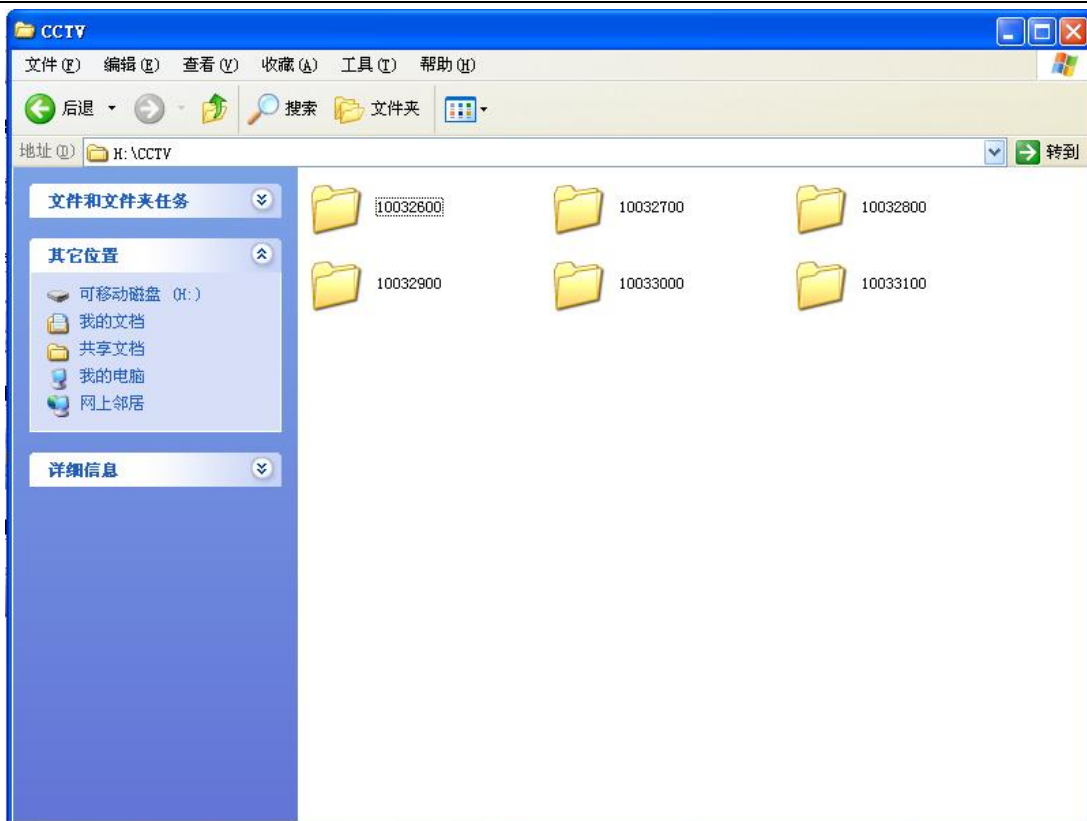 CCTV
文件(F) 编辑(E) 查看(V) 收藏(A) 工具(T) 帮助(H)
后退 搜索 文件夹
地址(D) H:\CCTV 转到
文件和文件夹任务
其它位置
可移动磁盘 (H:)
我的文档
共享文档
我的电脑
网上邻居
详细信息
10032600 10032700 10032800
10032900 10033000 10033100